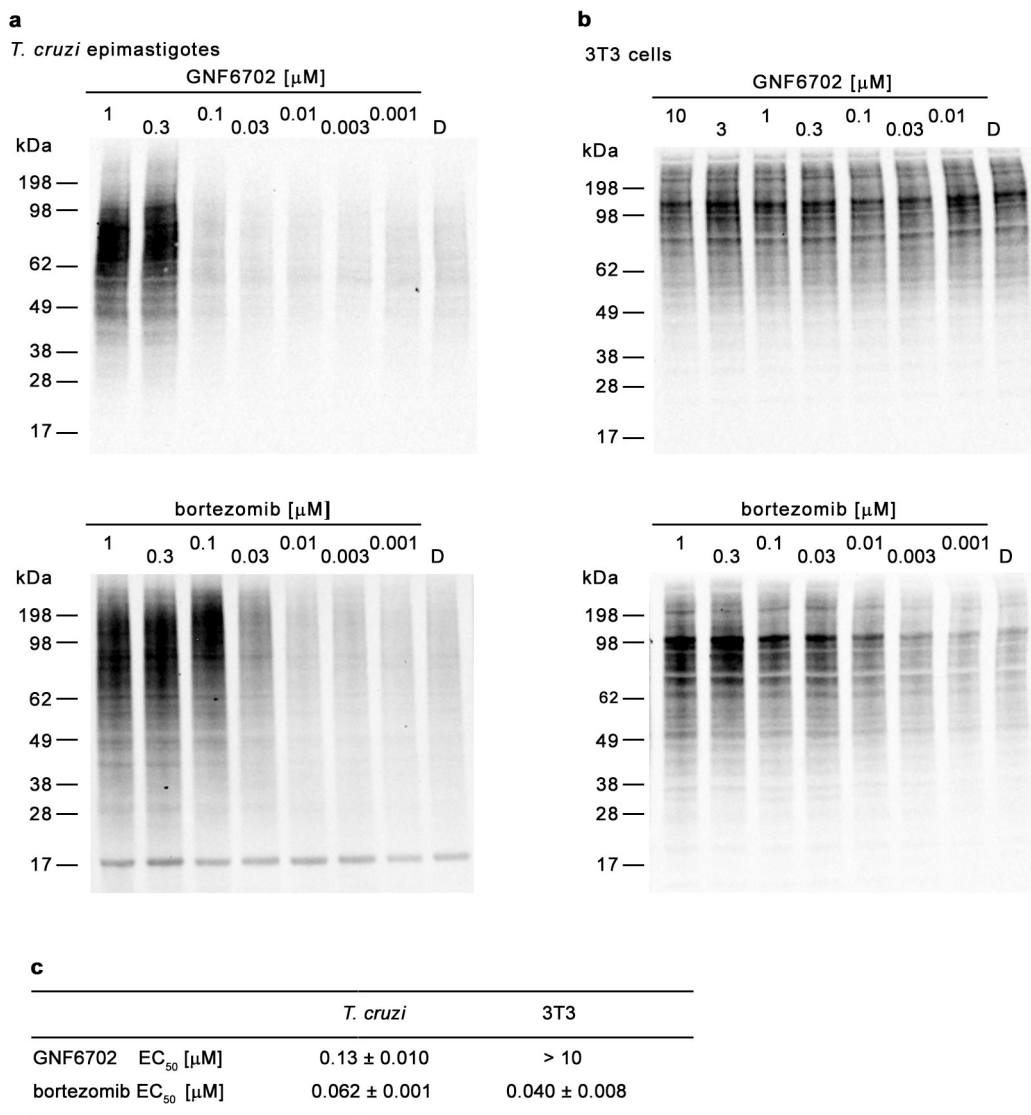 a
T. cruzi epimastigotes
GNF6702 [μM]
1 0.3 0.1 0.03 0.01 0.003 0.001 D
kDa
198
98
62
49
38
28
17
bortezomib [μM]
1 0.3 0.1 0.03 0.01 0.003 0.001 D
kDa
198
98
62
49
38
28
17
b
3T3 cells
GNF6702 [μM]
10 3 1 0.3 0.1 0.03 0.01 D
kDa
198
98
62
49
38
28
17
bortezomib [μM]
1 0.3 0.1 0.03 0.01 0.003 0.001 D
kDa
198
98
62
49
38
28
17
c
T. cruzi 3T3
GNF6702 EC50 [μM] 0.13 ± 0.010 > 10
bortezomib EC50 [μM] 0.062 ± 0.001 0.040 ± 0.008